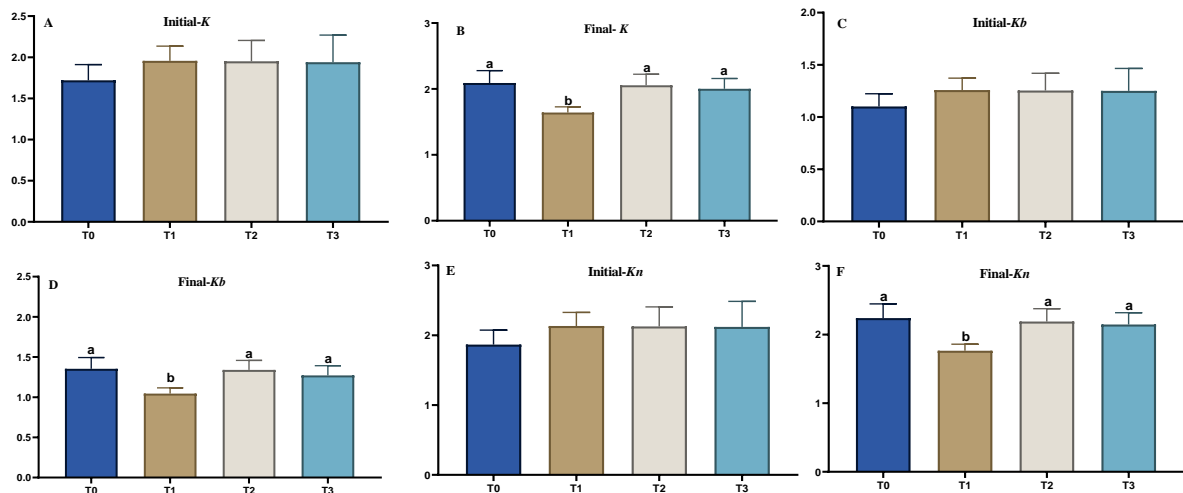 A
Initial-K
2.5
2.0
1.5
1.0
0.5
0.0
T0 T1 T2 T3
B
Final- K
3
2
1
0
a b a a
T0 T1 T2 T3
C
Initial-Kb
2.0
1.5
1.0
0.5
0.0
T0 T1 T2 T3
D
Final-Kb
2.5
2.0
1.5
1.0
0.5
0.0
a b a a
T0 T1 T2 T3
E
Initial-Kn
3
2
1
0
T0 T1 T2 T3
F
Final-Kn
3
2
1
0
a b a a
T0 T1 T2 T3